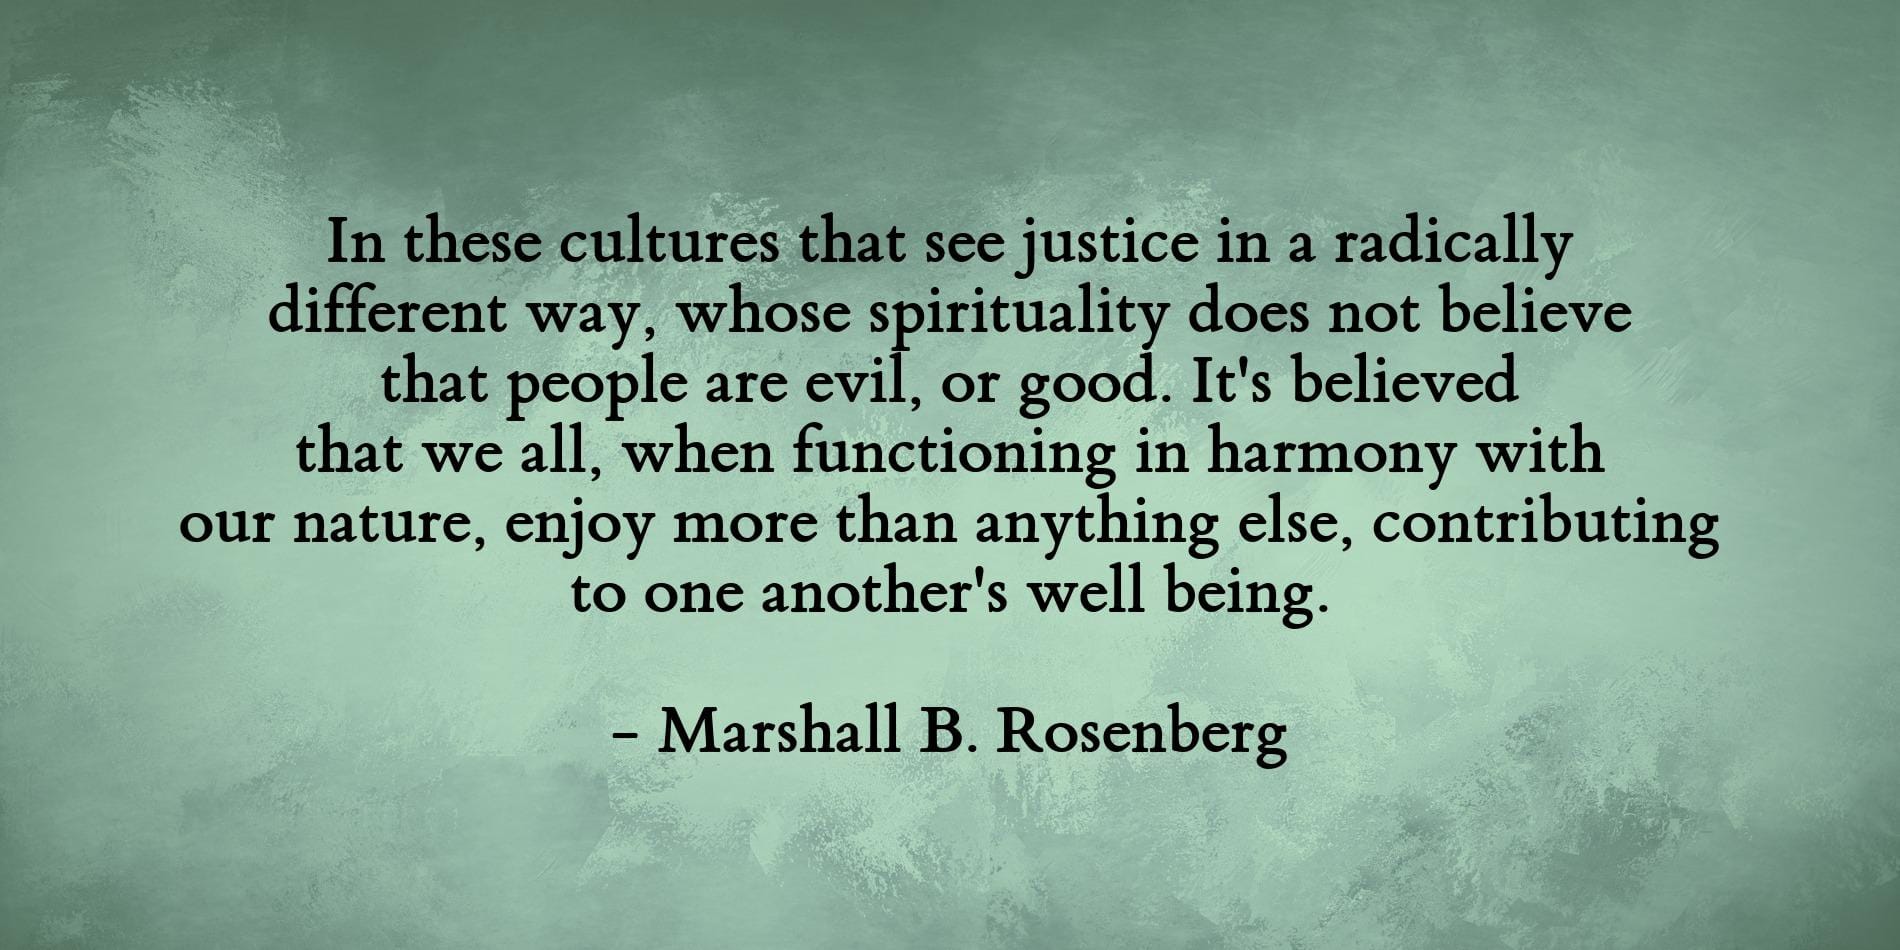 In these cultures that see justice in a radically
different way, whose spirituality does not believe
that people are evil, or good. It's believed
that we all, when functioning in harmony with
our nature, enjoy more than anything else, contributing
to one another's well being.
- Marshall B. Rosenberg